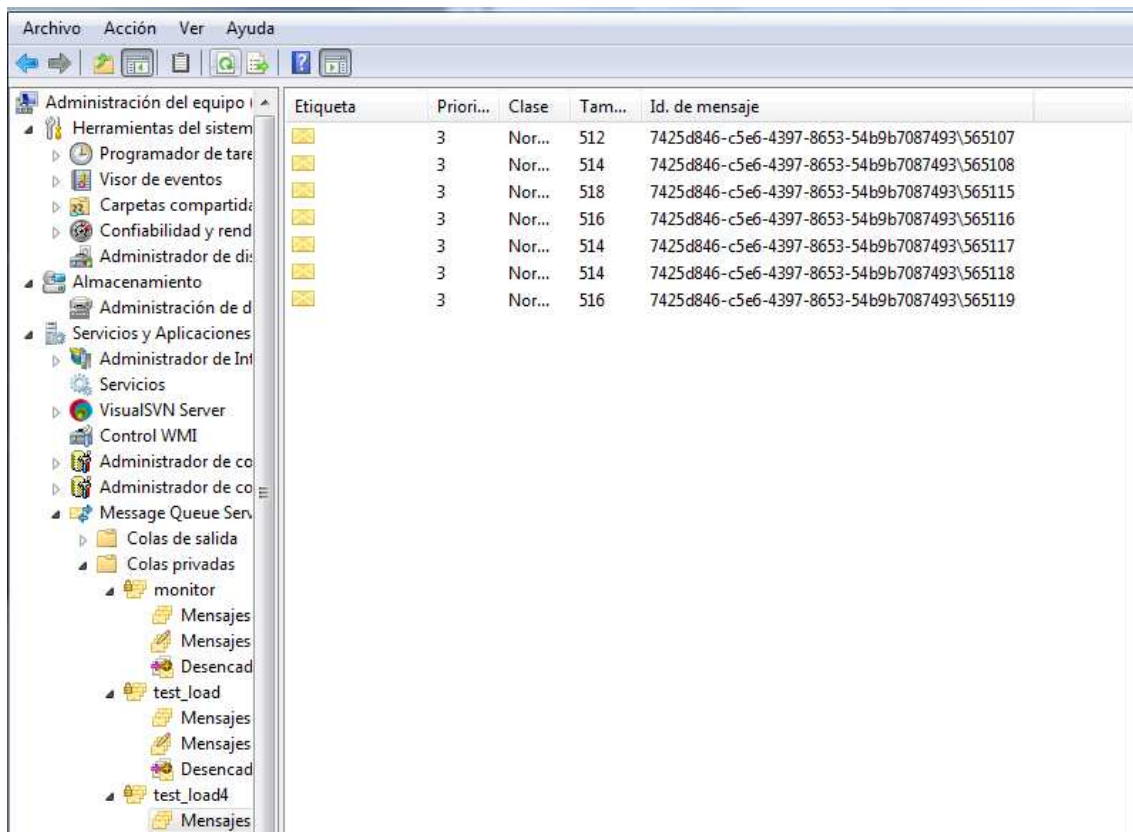 Archivo Acción Ver Ayuda
Administración del equipo (
Herramientas del sistem
Programador de tare
Visor de eventos
Carpetas compartida
Confiabilidad y rend
Administrador de dis
Almacenamiento
Administración de d
Servicios y Aplicaciones
Administrador de Int
Servicios
VisualSVN Server
Control WMI
Administrador de co
Administrador de co
Message Queue Serv
Colas de salida
Colas privadas
monitor
Mensajes
Mensajes
Desencad
test_load
Mensajes
Mensajes
Desencad
test_load4
Mensajes
Etiqueta Priori... Clase Tam... Id. de mensaje
3 Nor... 512 7425d846-c5e6-4397-8653-54b9b7087493\565107
3 Nor... 514 7425d846-c5e6-4397-8653-54b9b7087493\565108
3 Nor... 518 7425d846-c5e6-4397-8653-54b9b7087493\565115
3 Nor... 516 7425d846-c5e6-4397-8653-54b9b7087493\565116
3 Nor... 514 7425d846-c5e6-4397-8653-54b9b7087493\565117
3 Nor... 514 7425d846-c5e6-4397-8653-54b9b7087493\565118
3 Nor... 516 7425d846-c5e6-4397-8653-54b9b7087493\565119